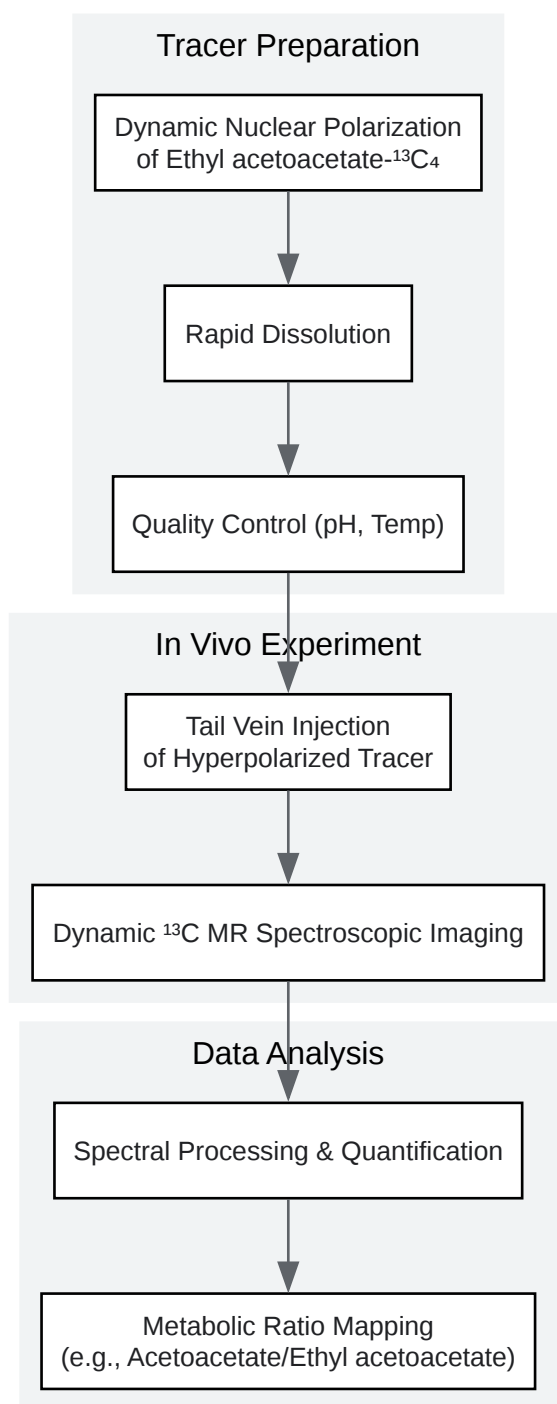 Tracer Preparation
Dynamic Nuclear Polarization
of Ethyl acetoacetate-¹³C₄
Rapid Dissolution
Quality Control (pH, Temp)
In Vivo Experiment
Tail Vein Injection
of Hyperpolarized Tracer
Dynamic ¹³C MR Spectroscopic Imaging
Data Analysis
Spectral Processing & Quantification
Metabolic Ratio Mapping
(e.g., Acetoacetate/Ethyl acetoacetate)